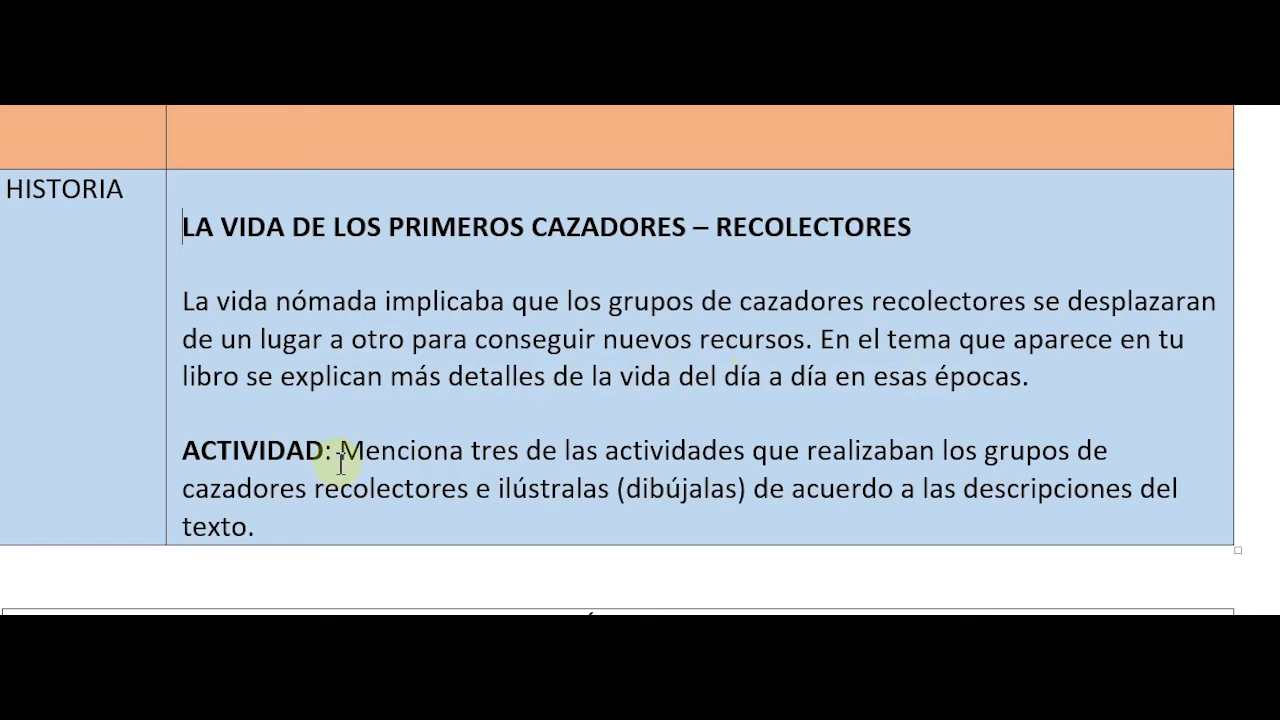 HISTORIA
LA VIDA DE LOS PRIMEROS CAZADORES – RECOLECTORES
La vida nómada implicaba que los grupos de cazadores recolectores se desplazaran
de un lugar a otro para conseguir nuevos recursos. En el tema que aparece en tu
libro se explican más detalles de la vida del día a día en esas épocas.
ACTIVIDAD: Menciona tres de las actividades que realizaban los grupos de
cazadores recolectores e ilústralas (dibújalas) de acuerdo a las descripciones del
texto.